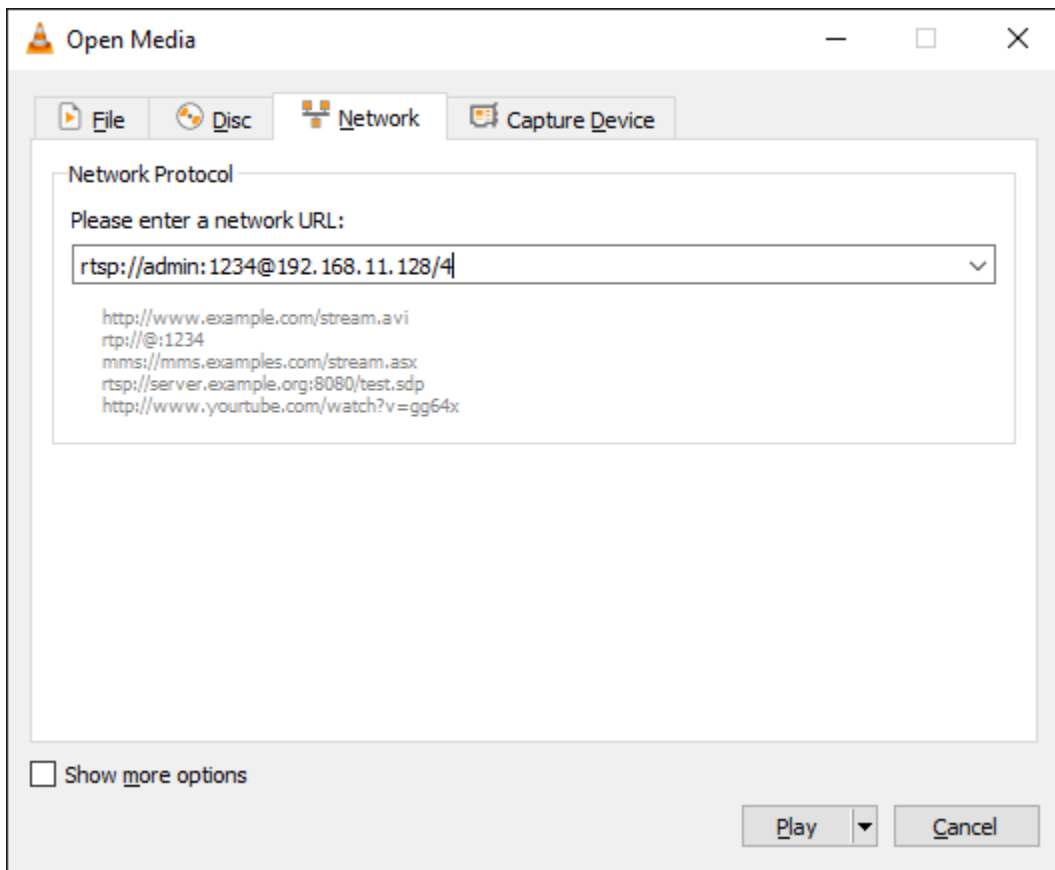 Open Media
File Disc Network Capture Device
Network Protocol
Please enter a network URL:
rtsp://admin:1234@192.168.11.128/4
http://www.example.com/stream.avi
rtp://@:1234
mms://mms.examples.com/stream.asx
rtsp://server.example.org:8080/test.sdp
http://www.yourtube.com/watch?v=gg64x
Show more options
Play Cancel